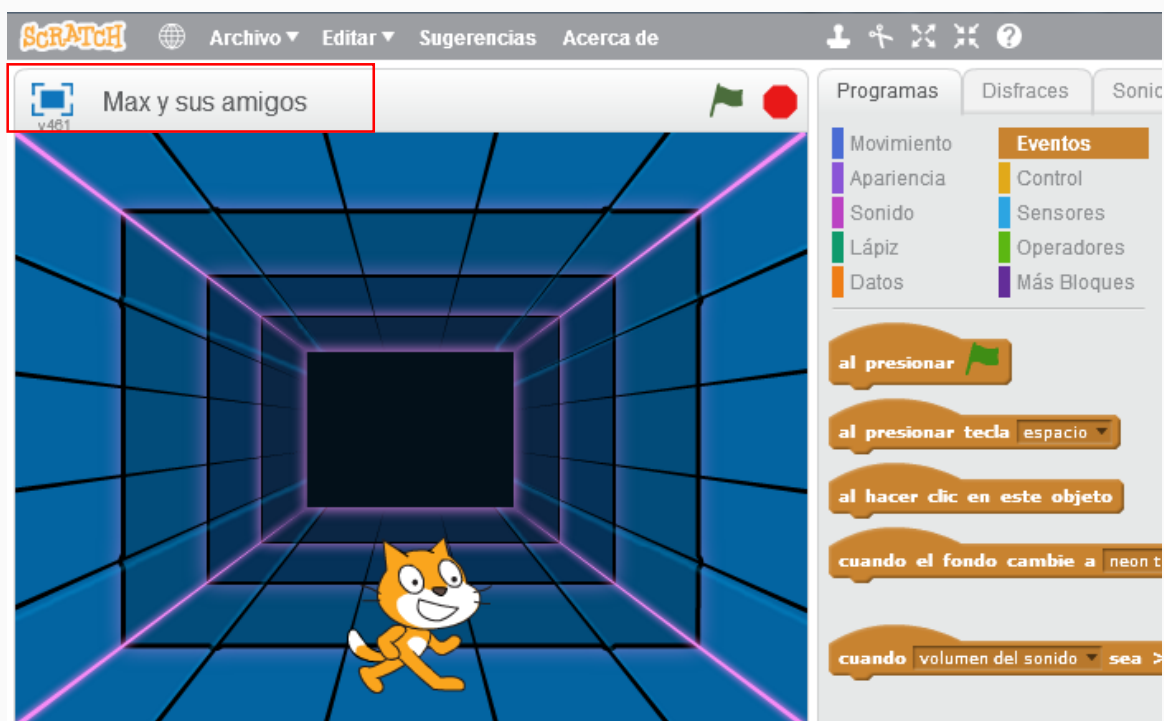 SCRATCH Archivo Editar Sugerencias Acerca de
Max y sus amigos
v461
Programas Disfraces
Movimiento Eventos
Apariencia Control
Sonido Sensores
Lápiz Operadores
Datos Más Bloques
al presionar
al presionar tecla espacio
al hacer clic en este objeto
cuando el fondo cambie a neon t
cuando volumen del sonido sea >